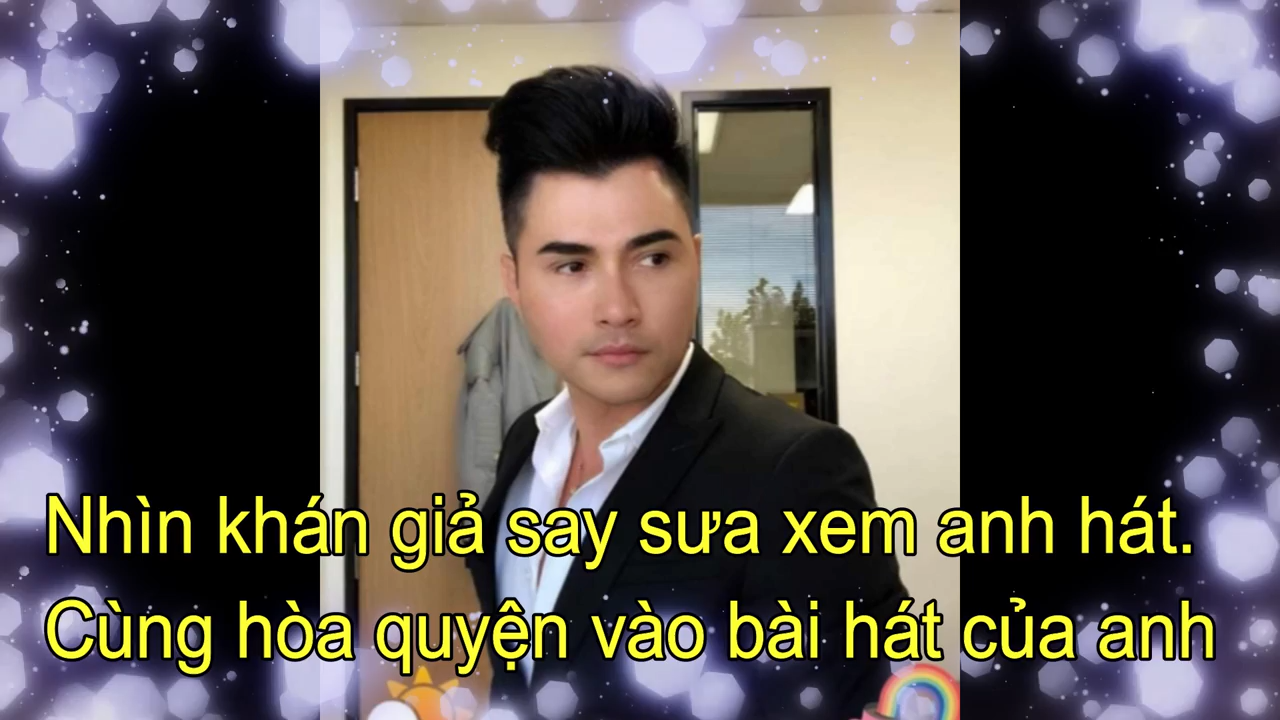 Nhìn khán giả say sưa xem anh hát.
Cùng hòa quyện vào bài hát của anh